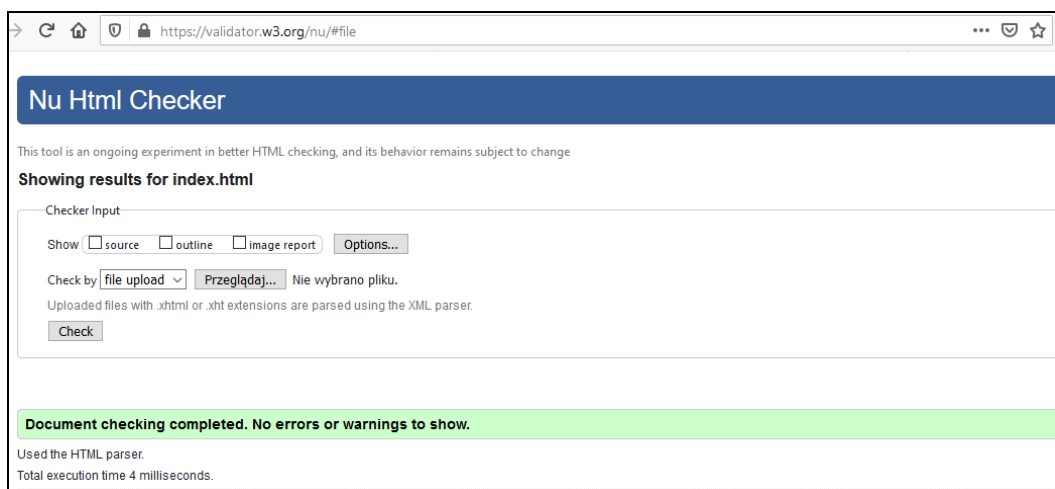 https://validator.w3.org/nu/#file
Nu Html Checker
This tool is an ongoing experiment in better HTML checking, and its behavior remains subject to change
Showing results for index.html
Checker Input
Show source outline image report Options...
Check by file upload Przeglądaj... Nie wybrano pliku.
Uploaded files with .xhtml or .xht extensions are parsed using the XML parser.
Check
Document checking completed. No errors or warnings to show.
Used the HTML parser.
Total execution time 4 milliseconds.